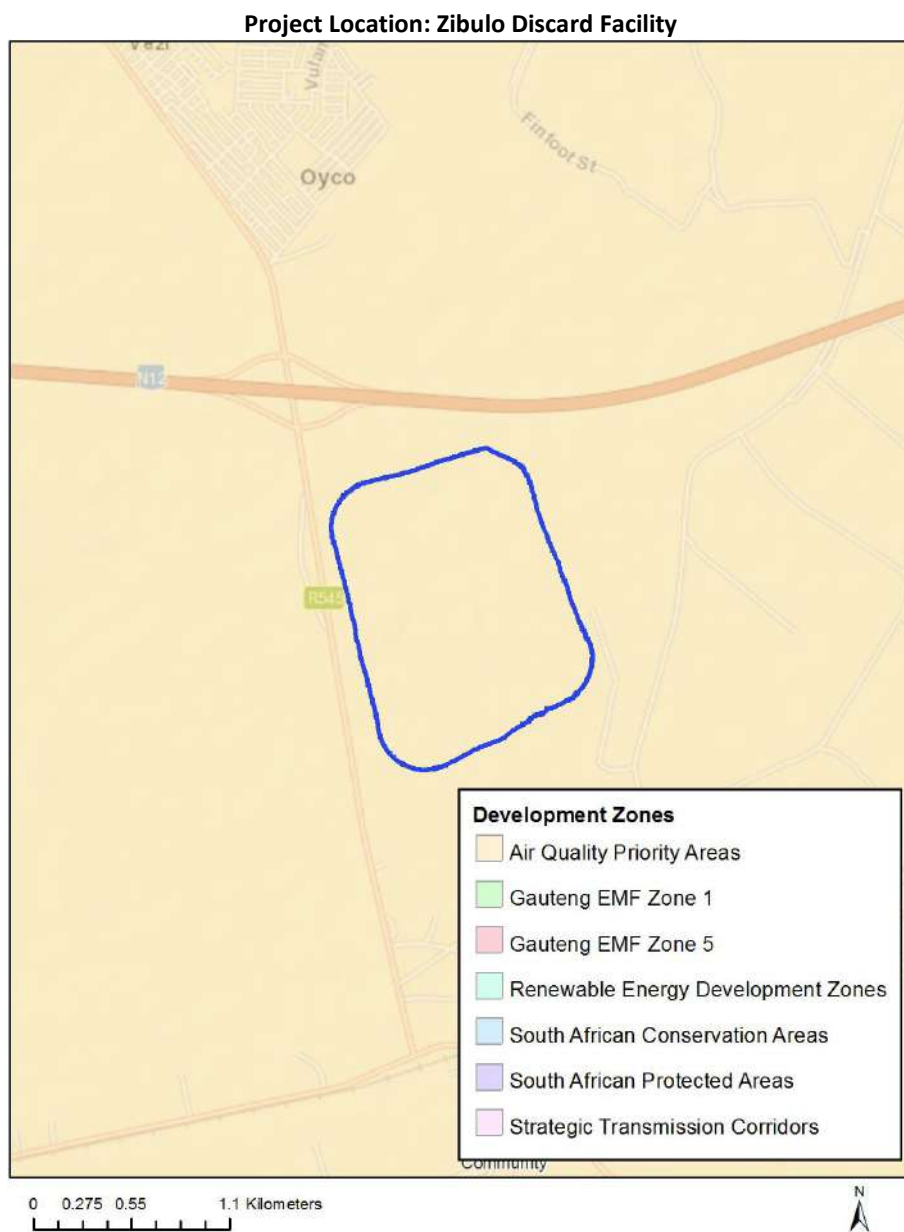 Project Location: Zibulo Discard Facility
Vezi
Vulan
Oyco
Finfoot St
N12
R545
Development Zones
Air Quality Priority Areas
Gauteng EMF Zone 1
Gauteng EMF Zone 5
Renewable Energy Development Zones
South African Conservation Areas
South African Protected Areas
Strategic Transmission Corridors
Community
0 0.275 0.55 1.1 Kilometers
N